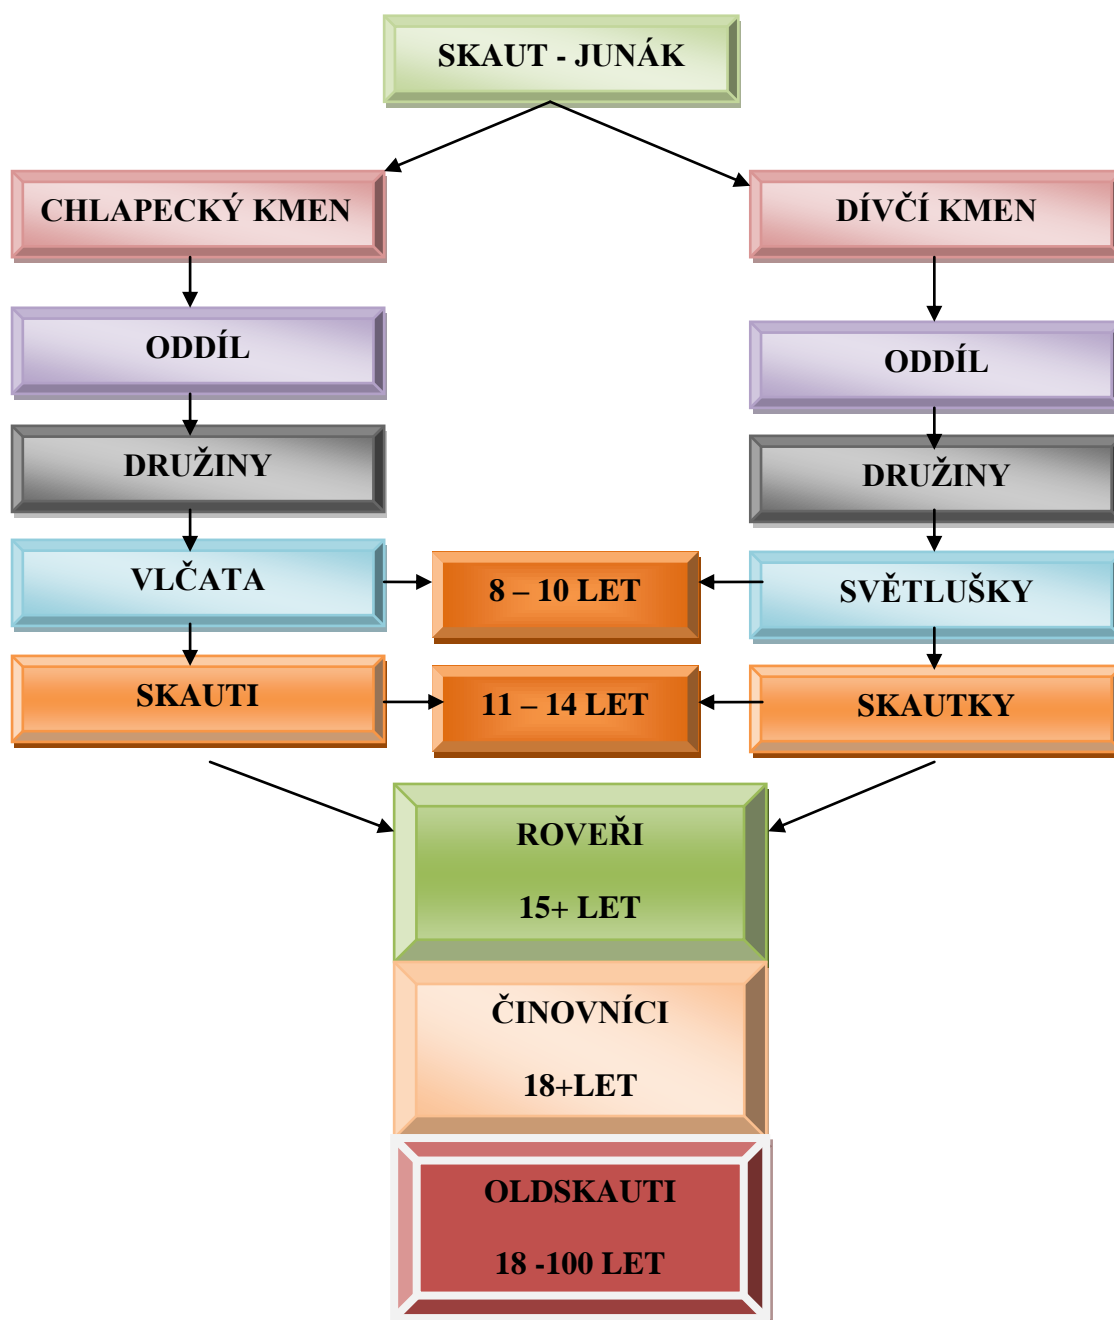 SKAUT - JUNÁK
CHLAPECKÝ KMEN
DÍVČÍ KMEN
ODDÍL
ODDÍL
DRUŽINY
DRUŽINY
VLČATA
8 – 10 LET
SVĚTLUŠKY
SKAUTI
11 – 14 LET
SKAUTKY
ROVEŘI
15+ LET
ČINOVNÍCI
18+LET
OLDSKAUTI
18 -100 LET